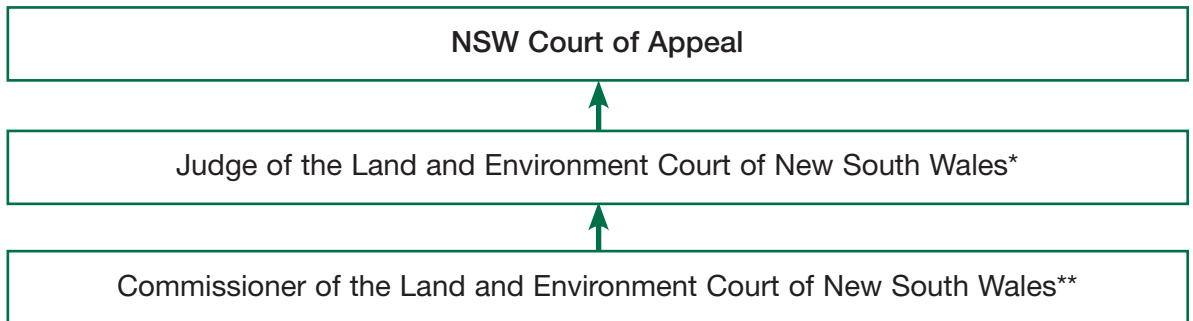 NSW Court of Appeal
Judge of the Land and Environment Court of New South Wales*
Commissioner of the Land and Environment Court of New South Wales**